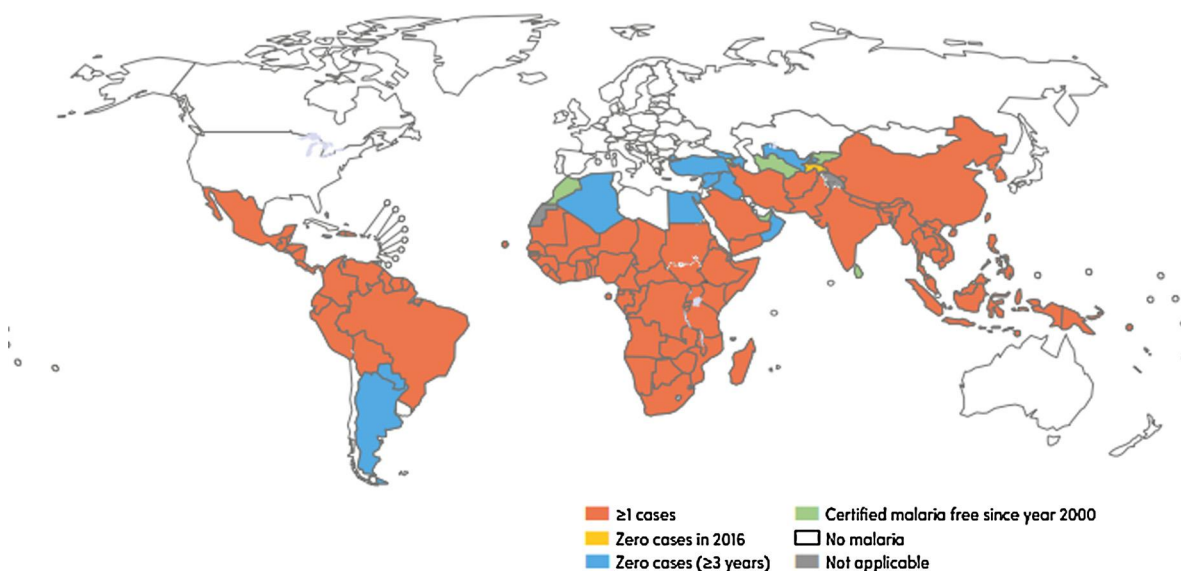 ≥1 cases
Zero cases in 2016
Zero cases (≥3 years)
Certified malaria free since year 2000
No malaria
Not applicable